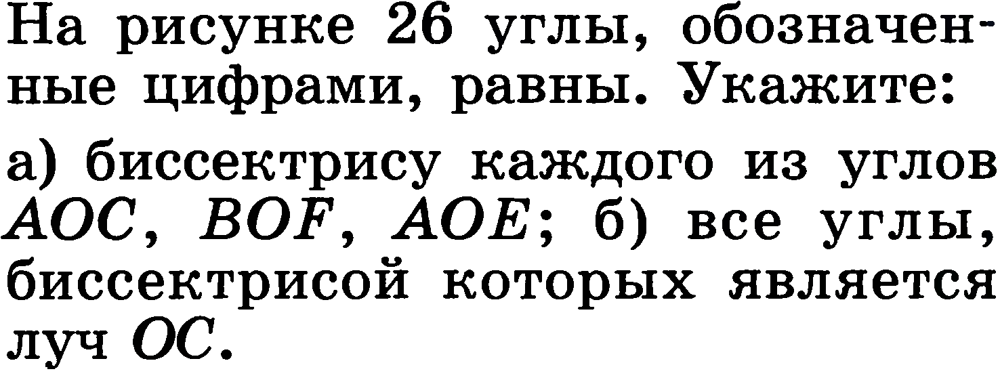 На рисунке 26 углы, обозначен-
ные цифрами, равны. Укажите:
а) биссектрису каждого из углов
AOC, BOF, AOE; б) все углы,
биссектрисой которых является
луч OC.